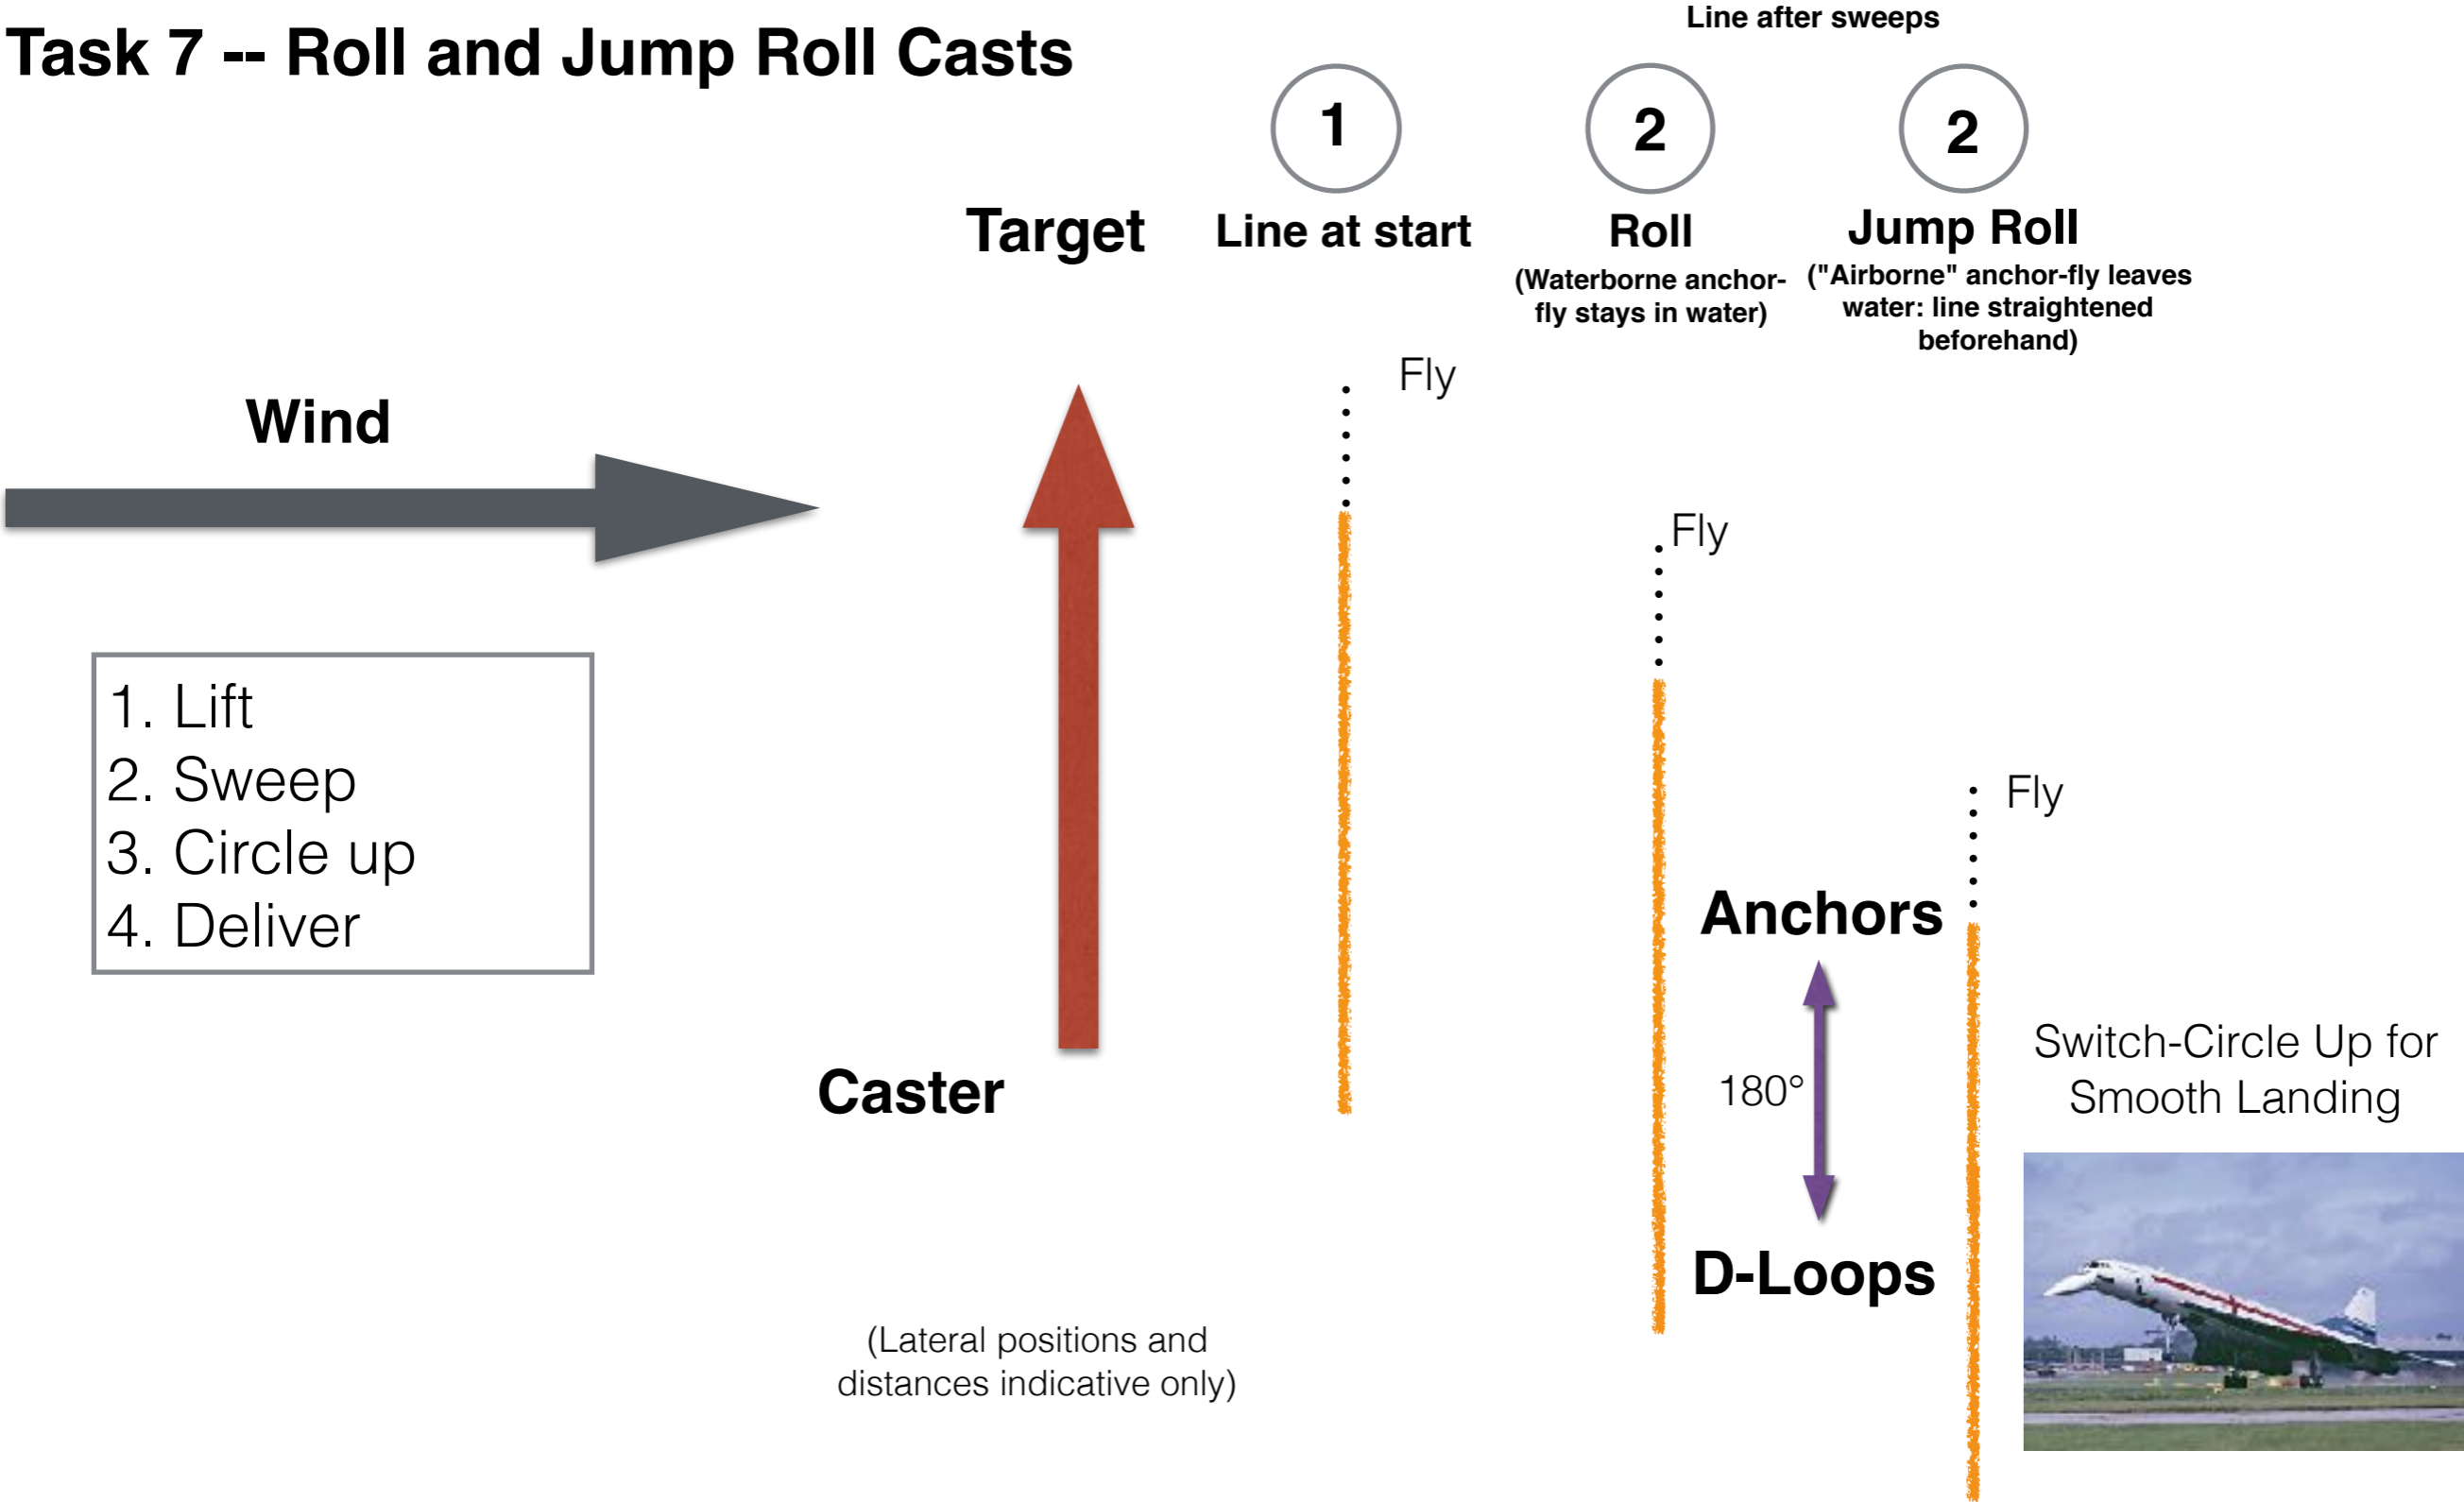 Task 7 -- Roll and Jump Roll Casts
Line after sweeps
1
2
2
Target
Line at start
Roll
(Waterborne anchor-
fly stays in water)
Jump Roll
("Airborne" anchor-fly leaves
water: line straightened
beforehand)
Wind
Fly
Fly
Fly
1. Lift
2. Sweep
3. Circle up
4. Deliver
Anchors
180°
D-Loops
Caster
Switch-Circle Up for
Smooth Landing
(Lateral positions and
distances indicative only)